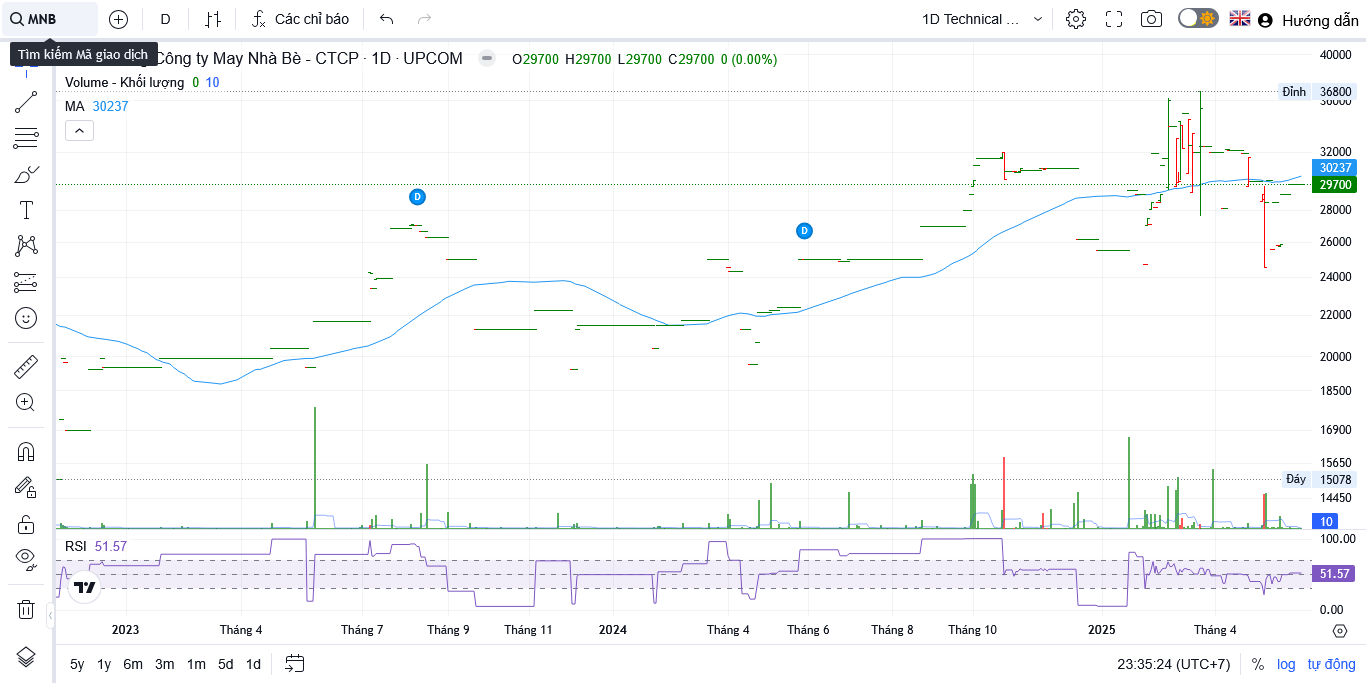 MNB
D
Các chỉ báo
1D Technical ...
Hướng dẫn
Tìm kiếm Mã giao dịch
Công ty May Nhà Bè - CTCP · 1D · UPCOM
O29700 H29700 L29700 C29700 0 (0.00%)
Volume - Khối lượng 0 10
MA 30237
D
D
40000
Đỉnh 36800
36000
32000
30237
29700
28000
26000
24000
22000
20000
18500
16900
15650
Đáy 15078
14450
10
RSI 51.57
100.00
51.57
0.00
2023 Tháng 4 Tháng 7 Tháng 9 Tháng 11 2024 Tháng 4 Tháng 6 Tháng 8 Tháng 10 2025 Tháng 4
5y 1y 6m 3m 1m 5d 1d
23:35:24 (UTC+7) % log tự động